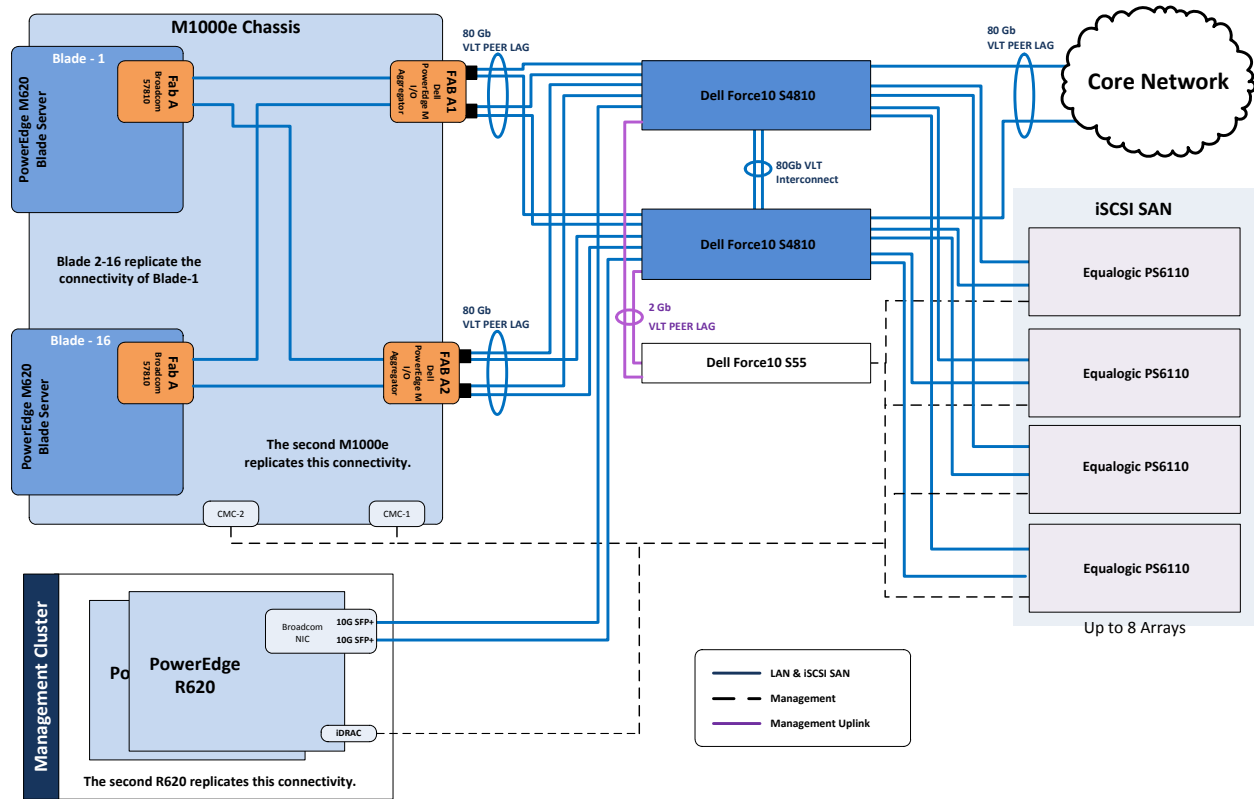 M1000e Chassis
Blade - 1
PowerEdge M620
Blade Server
Fab A
Broadcom
57810
FAB A1
Dell
PowerEdge M
I/O
Aggregator
80 Gb
VLT PEER LAG
Dell Force10 S4810
80 Gb
VLT PEER LAG
Core Network
80Gb VLT
Interconnect
Dell Force10 S4810
iSCSI SAN
Equalogic PS6110
Equalogic PS6110
Equalogic PS6110
Equalogic PS6110
Up to 8 Arrays
Blade 2-16 replicate the
connectivity of Blade-1
Blade - 16
PowerEdge M620
Blade Server
Fab A
Broadcom
57810
FAB A2
Dell
PowerEdge M
I/O
Aggregator
80 Gb
VLT PEER LAG
2 Gb
VLT PEER LAG
Dell Force10 S55
The second M1000e
replicates this connectivity.
CMC-2
CMC-1
Management Cluster
Po
PowerEdge
R620
Broadcom
NIC
10G SFP+
10G SFP+
iDRAC
The second R620 replicates this connectivity.
LAN & iSCSI SAN
Management
Management Uplink